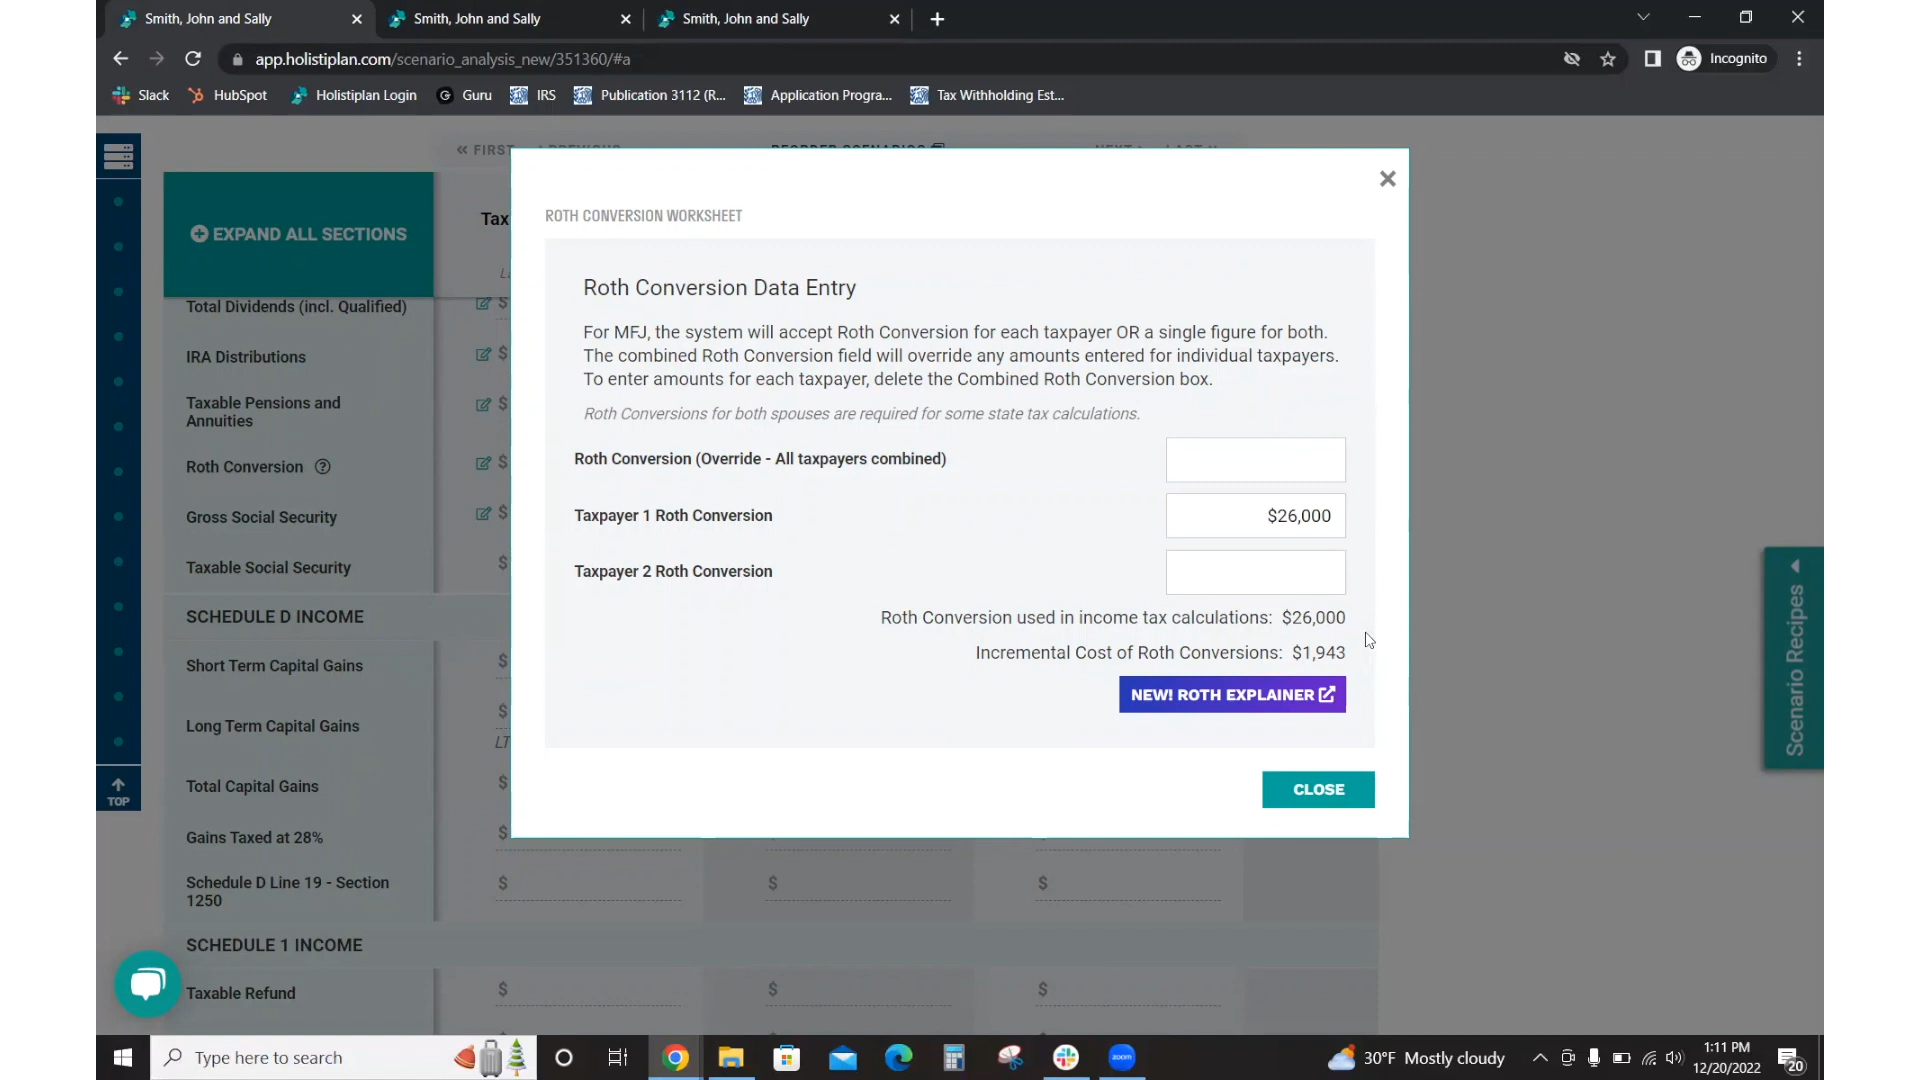 Smith, John and Sally
Smith, John and Sally
Smith, John and Sally
app.holistiplan.com/scenario_analysis_new/351360/#a
Incognito
Slack
HubSpot
Holistiplan Login
Guru
IRS
Publication 3112 (R...
Application Progra...
Tax Withholding Est...
« FIRST
EXPAND ALL SECTIONS
Tax
Total Dividends (incl. Qualified)
$
IRA Distributions
$
Taxable Pensions and
Annuities
$
Roth Conversion ?
$
Gross Social Security
$
Taxable Social Security
$
SCHEDULE D INCOME
Short Term Capital Gains
$
Long Term Capital Gains
$
LT
Total Capital Gains
$
Gains Taxed at 28%
$
Schedule D Line 19 - Section
1250
$ $ $
SCHEDULE 1 INCOME
Taxable Refund
$ $ $
TOP
ROTH CONVERSION WORKSHEET
Roth Conversion Data Entry
For MFJ, the system will accept Roth Conversion for each taxpayer OR a single figure for both.
The combined Roth Conversion field will override any amounts entered for individual taxpayers.
To enter amounts for each taxpayer, delete the Combined Roth Conversion box.
Roth Conversions for both spouses are required for some state tax calculations.
Roth Conversion (Override - All taxpayers combined)
Taxpayer 1 Roth Conversion
$26,000
Taxpayer 2 Roth Conversion
Roth Conversion used in income tax calculations: $26,000
Incremental Cost of Roth Conversions: $1,943
NEW! ROTH EXPLAINER
CLOSE
Scenario Recipes
Type here to search
zoom
30°F Mostly cloudy
1:11 PM
12/20/2022
20